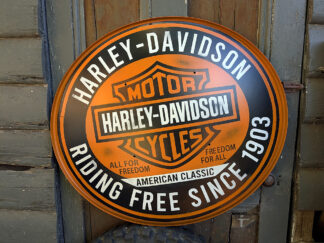 HARLEY-DAVIDSON
MOTOR
HARLEY-DAVIDSON
CYCLES
ALL FOR
FREEDOM
FREEDOM
FOR ALL
AMERICAN CLASSIC
RIDING FREE SINCE 1903